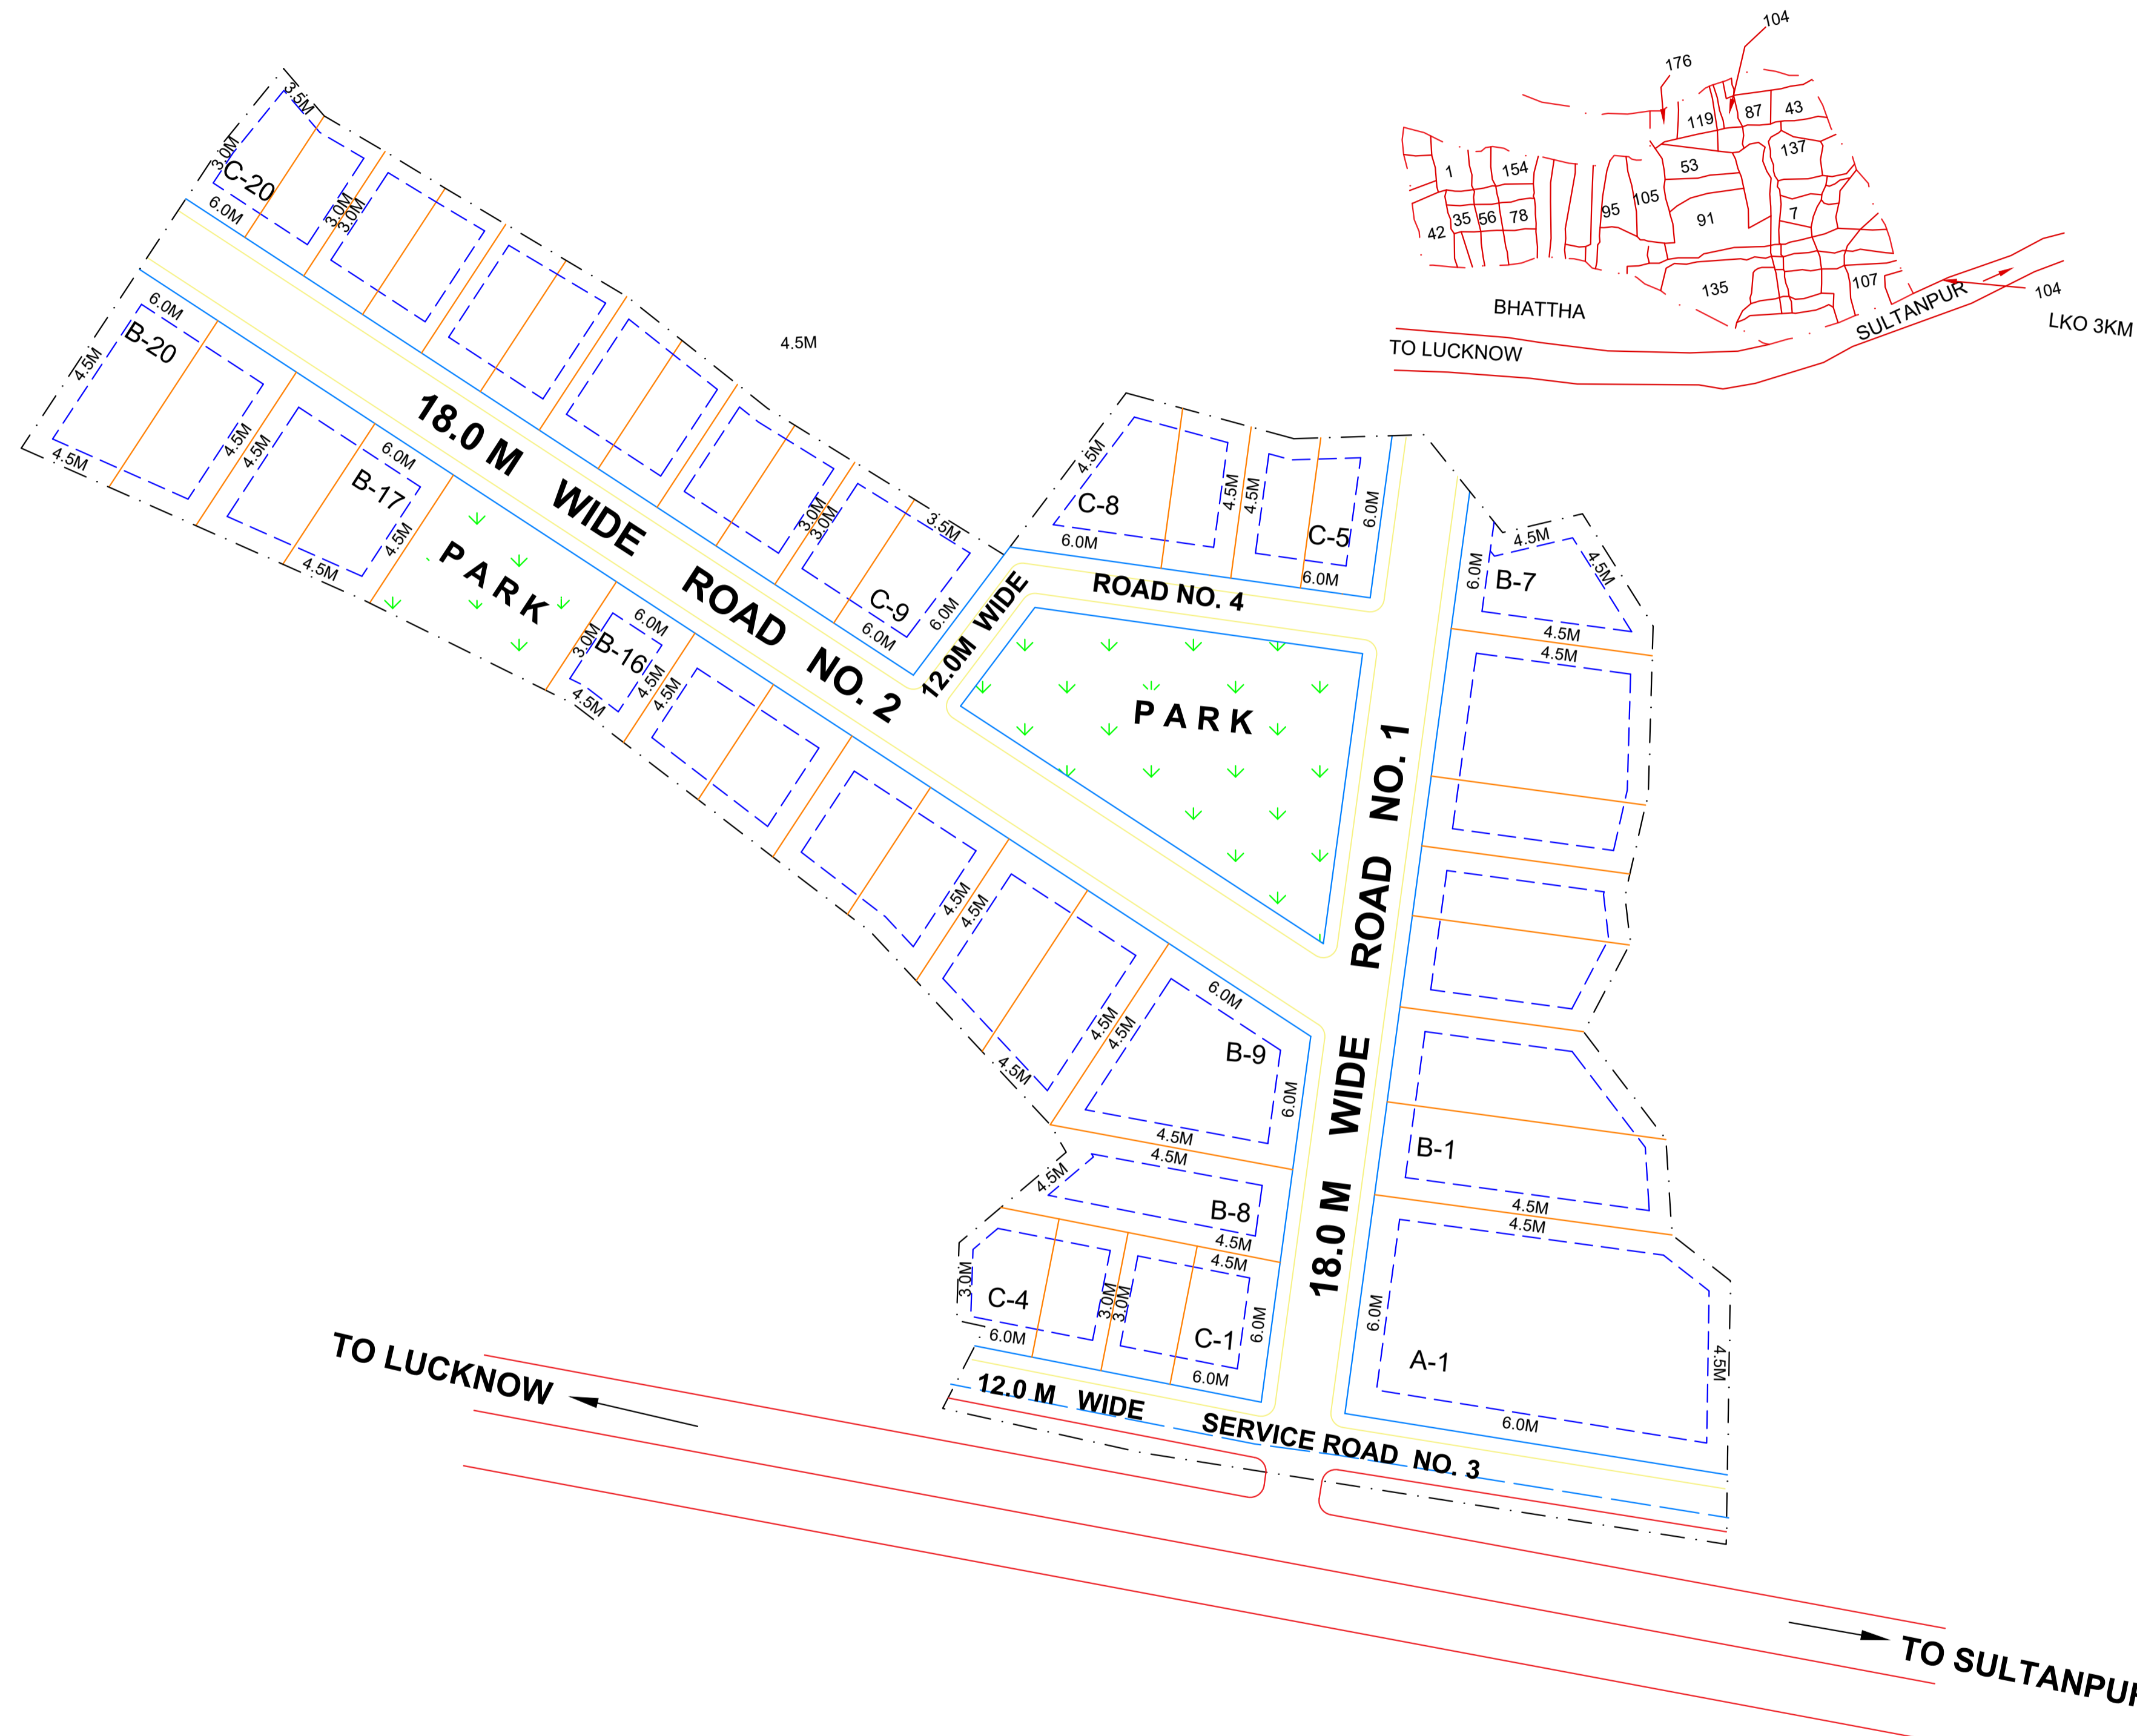 104
176
119
87
43
137
53
1
154
105
95
91
7
35
56
78
42
135
107
BHATTHA
SULTANPUR
104
LKO 3KM
TO LUCKNOW
3.5M
3.0M
C-20
3.0M
3.0M
6.0M
6.0M
B-20
4.5M
4.5M
4.5M
4.5M
6.0M
B-17
4.5M
4.5M
4.5M
18.0 M WIDE ROAD NO. 2
PARK
3.0M
6.0M
B-16
4.5M
4.5M
4.5M
3.0M
3.0M
3.5M
C-9
6.0M
6.0M
12.0M WIDE
ROAD NO. 4
4.5M
4.5M
C-8
4.5M
4.5M
6.0M
C-5
6.0M
6.0M
PARK
6.0M
4.5M
4.5M
B-7
4.5M
4.5M
18.0 M WIDE ROAD NO. 1
4.5M
4.5M
4.5M
4.5M
4.5M
6.0M
B-9
6.0M
4.5M
4.5M
4.5M
B-8
4.5M
4.5M
B-1
4.5M
4.5M
3.0M
C-4
3.0M
3.0M
6.0M
C-1
6.0M
6.0M
6.0M
A-1
4.5M
6.0M
12.0 M WIDE SERVICE ROAD NO. 3
TO LUCKNOW
TO SULTANPUR